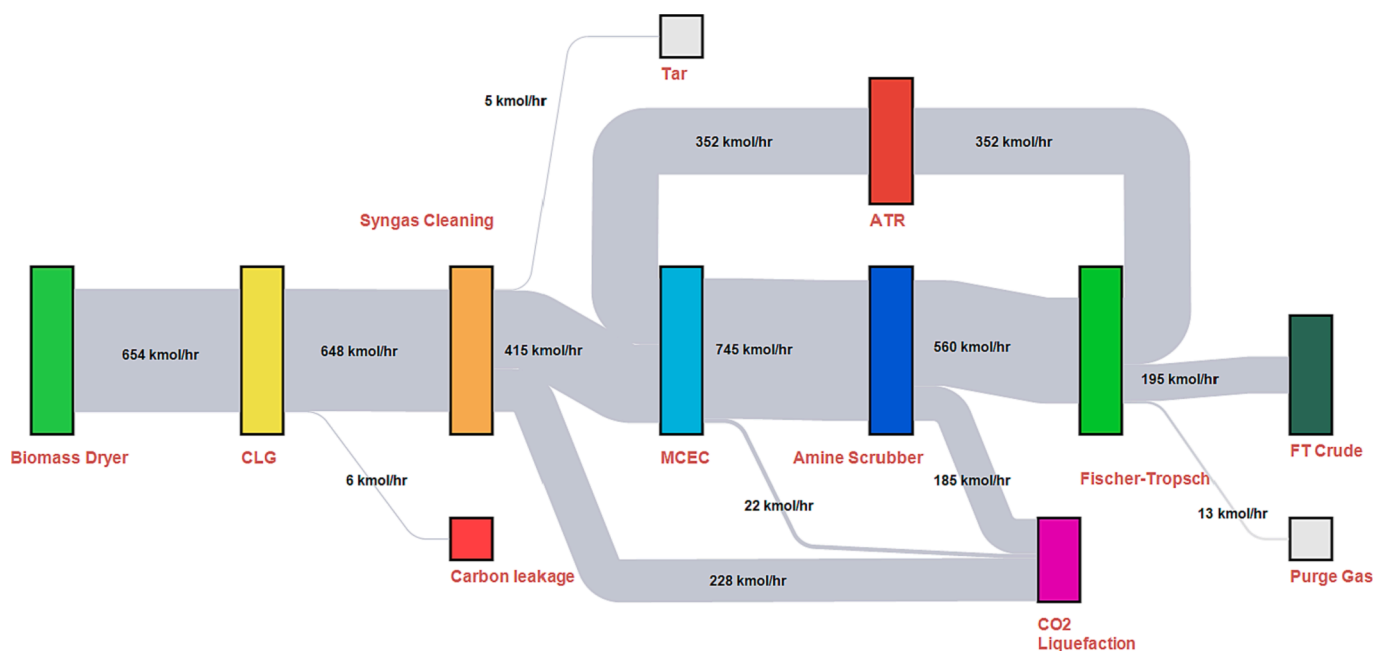 Tar
5 kmol/hr
352 kmol/hr
352 kmol/hr
Syngas Cleaning
ATR
654 kmol/hr
648 kmol/hr
415 kmol/hr
745 kmol/hr
560 kmol/hr
195 kmol/hr
Biomass Dryer
CLG
MCEC
Amine Scrubber
Fischer-Tropsch
FT Crude
6 kmol/hr
22 kmol/hr
185 kmol/hr
13 kmol/hr
Carbon leakage
228 kmol/hr
Purge Gas
CO2
Liquefaction